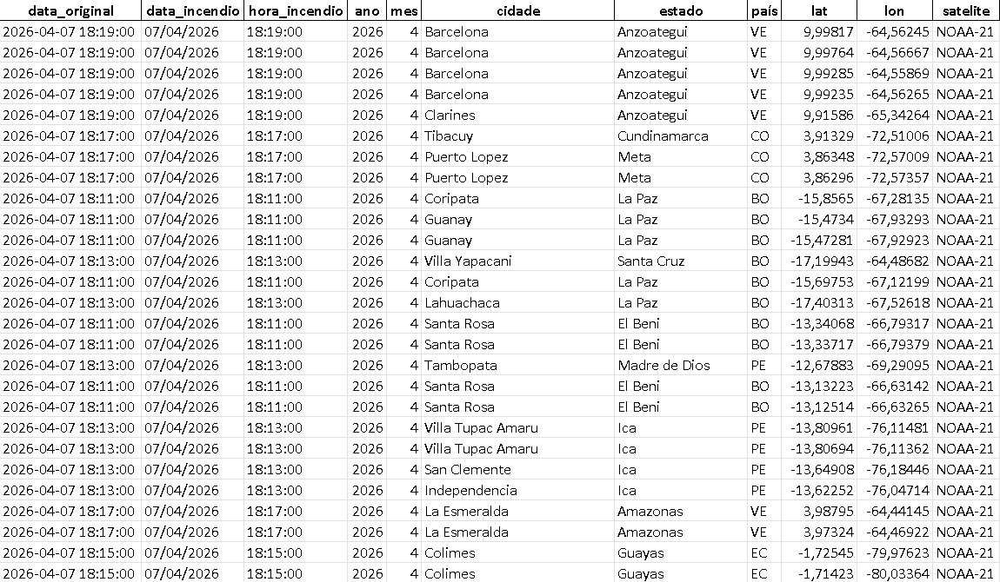 data_original data_incendio hora_incendio ano mes cidade estado país lat lon satelite
2026-04-07 18:19:00 07/04/2026 18:19:00 2026 4 Barcelona Anzoategui VE 9,99817 -64,56245 NOAA-21
2026-04-07 18:19:00 07/04/2026 18:19:00 2026 4 Barcelona Anzoategui VE 9,99764 -64,56667 NOAA-21
2026-04-07 18:19:00 07/04/2026 18:19:00 2026 4 Barcelona Anzoategui VE 9,99285 -64,55869 NOAA-21
2026-04-07 18:19:00 07/04/2026 18:19:00 2026 4 Barcelona Anzoategui VE 9,99235 -64,56265 NOAA-21
2026-04-07 18:19:00 07/04/2026 18:19:00 2026 4 Clarines Anzoategui VE 9,91586 -65,34264 NOAA-21
2026-04-07 18:17:00 07/04/2026 18:17:00 2026 4 Tibacuy Cundinamarca CO 3,91329 -72,51006 NOAA-21
2026-04-07 18:17:00 07/04/2026 18:17:00 2026 4 Puerto Lopez Meta CO 3,86348 -72,57009 NOAA-21
2026-04-07 18:17:00 07/04/2026 18:17:00 2026 4 Puerto Lopez Meta CO 3,86296 -72,57357 NOAA-21
2026-04-07 18:11:00 07/04/2026 18:11:00 2026 4 Coripata La Paz BO -15,8565 -67,28135 NOAA-21
2026-04-07 18:11:00 07/04/2026 18:11:00 2026 4 Guanay La Paz BO -15,4734 -67,93293 NOAA-21
2026-04-07 18:11:00 07/04/2026 18:11:00 2026 4 Guanay La Paz BO -15,47281 -67,92923 NOAA-21
2026-04-07 18:13:00 07/04/2026 18:13:00 2026 4 Villa Yapacani Santa Cruz BO -17,19943 -64,48682 NOAA-21
2026-04-07 18:11:00 07/04/2026 18:11:00 2026 4 Coripata La Paz BO -15,69753 -67,12199 NOAA-21
2026-04-07 18:13:00 07/04/2026 18:13:00 2026 4 Lahuachaca La Paz BO -17,40313 -67,52618 NOAA-21
2026-04-07 18:11:00 07/04/2026 18:11:00 2026 4 Santa Rosa El Beni BO -13,34068 -66,79317 NOAA-21
2026-04-07 18:11:00 07/04/2026 18:11:00 2026 4 Santa Rosa El Beni BO -13,33717 -66,79379 NOAA-21
2026-04-07 18:13:00 07/04/2026 18:13:00 2026 4 Tambopata Madre de Dios PE -12,67883 -69,29095 NOAA-21
2026-04-07 18:11:00 07/04/2026 18:11:00 2026 4 Santa Rosa El Beni BO -13,13223 -66,63142 NOAA-21
2026-04-07 18:11:00 07/04/2026 18:11:00 2026 4 Santa Rosa El Beni BO -13,12514 -66,63265 NOAA-21
2026-04-07 18:13:00 07/04/2026 18:13:00 2026 4 Villa Tupac Amaru Ica PE -13,80961 -76,11481 NOAA-21
2026-04-07 18:13:00 07/04/2026 18:13:00 2026 4 Villa Tupac Amaru Ica PE -13,80694 -76,11362 NOAA-21
2026-04-07 18:13:00 07/04/2026 18:13:00 2026 4 San Clemente Ica PE -13,64908 -76,18446 NOAA-21
2026-04-07 18:13:00 07/04/2026 18:13:00 2026 4 Independencia Ica PE -13,62252 -76,04714 NOAA-21
2026-04-07 18:17:00 07/04/2026 18:17:00 2026 4 La Esmeralda Amazonas VE 3,98795 -64,44145 NOAA-21
2026-04-07 18:17:00 07/04/2026 18:17:00 2026 4 La Esmeralda Amazonas VE 3,97324 -64,46922 NOAA-21
2026-04-07 18:15:00 07/04/2026 18:15:00 2026 4 Colimes Guayas EC -1,72545 -79,97623 NOAA-21
2026-04-07 18:15:00 07/04/2026 18:15:00 2026 4 Colimes Guayas EC -1,71423 -80,03364 NOAA-21